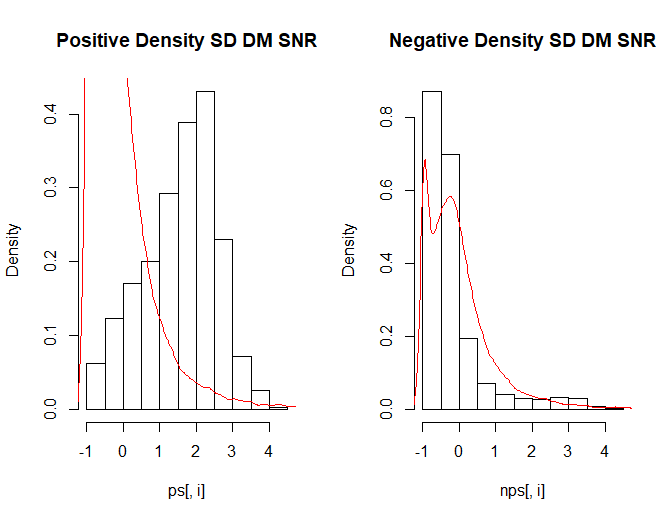 Positive Density SD DM SNR
Density
0.0 0.1 0.2 0.3 0.4
-1 0 1 2 3 4
ps[, i]
Negative Density SD DM SNR
Density
0.0 0.2 0.4 0.6 0.8
-1 0 1 2 3 4
nps[, i]